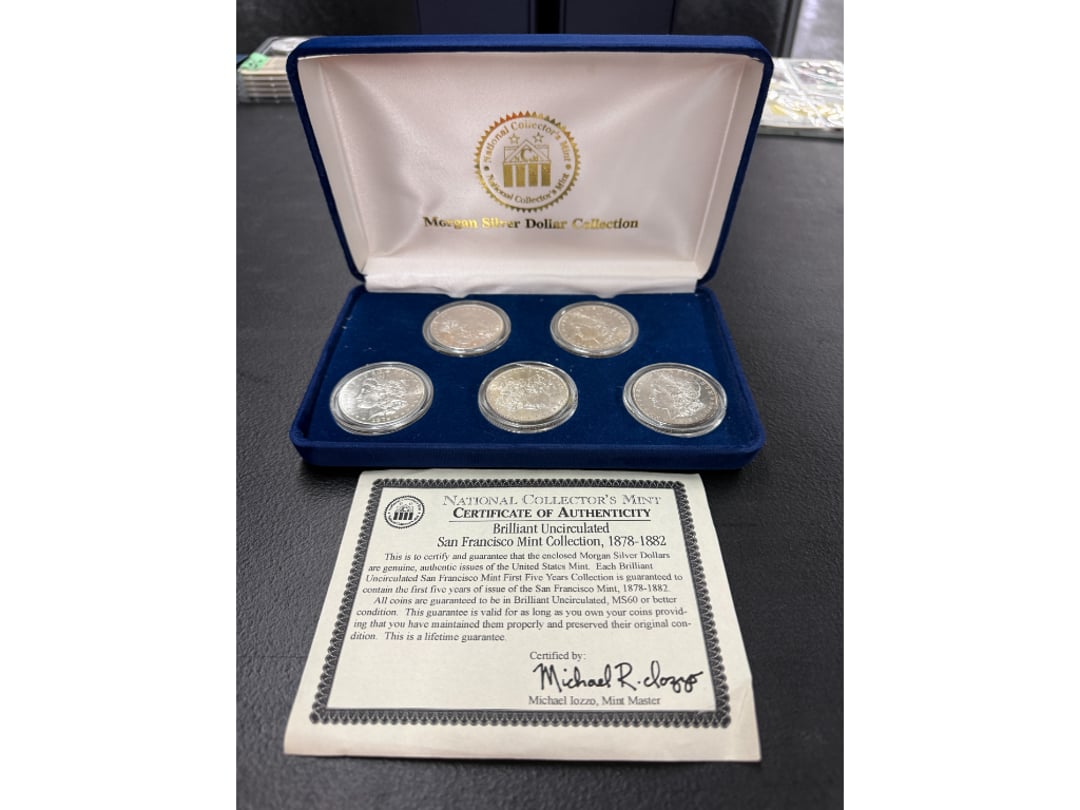 National Collector's Mint
National Collector's Mint
Morgan Silver Dollar Collection
NATIONAL COLLECTOR'S MINT
CERTIFICATE OF AUTHENTICITY
Brilliant Uncirculated
San Francisco Mint Collection, 1878-1882
This is to certify and guarantee that the enclosed Morgan Silver Dollars
are genuine, authentic issues of the United States Mint. Each Brilliant
Uncirculated San Francisco Mint First Five Years Collection is guaranteed to
contain the first five years of issue of the San Francisco Mint, 1878-1882.
All coins are guaranteed to be in Brilliant Uncirculated, MS60 or better
condition. This guarantee is valid for as long as you own your coins provid-
ing that you have maintained them properly and preserved their original con-
dition. This is a lifetime guarantee.
Certified by:
Michael R. Iozzo
Michael Iozzo, Mint Master